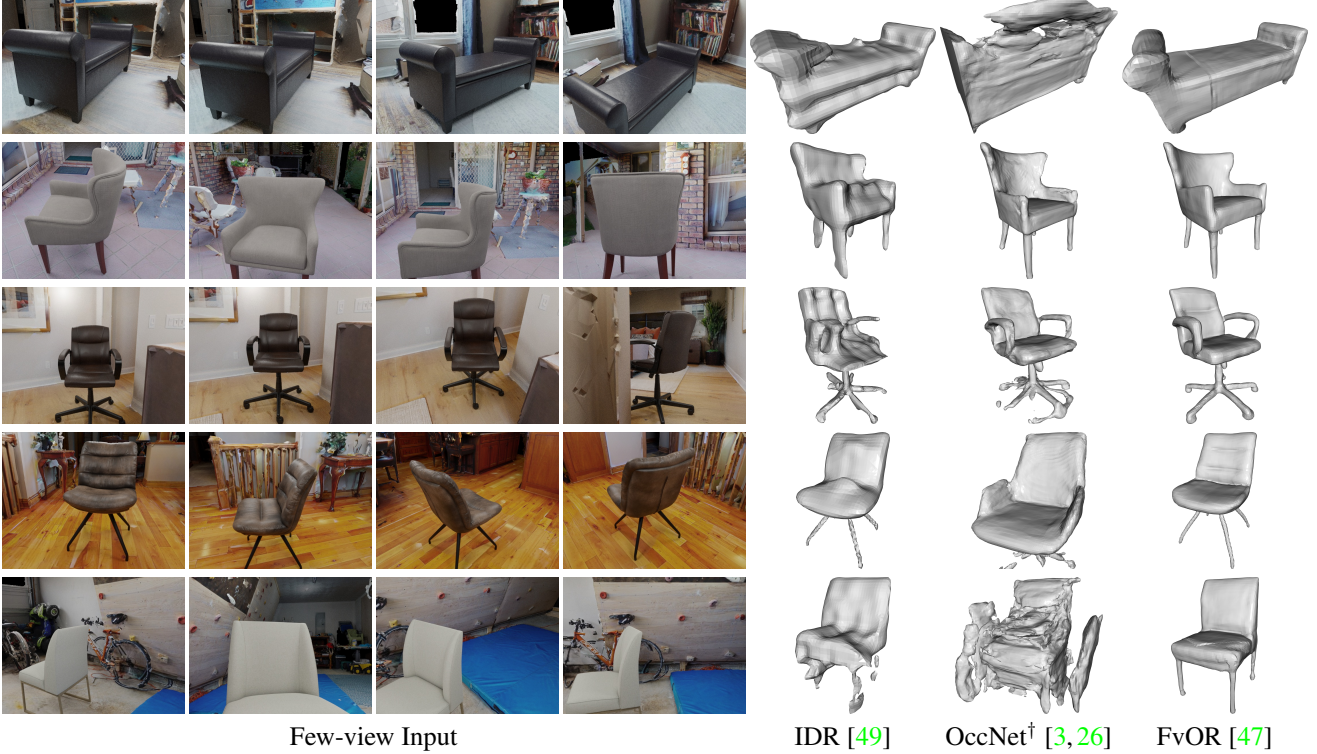 Few-view Input
IDR [49]
OccNet† [3, 26]
FvOR [47]